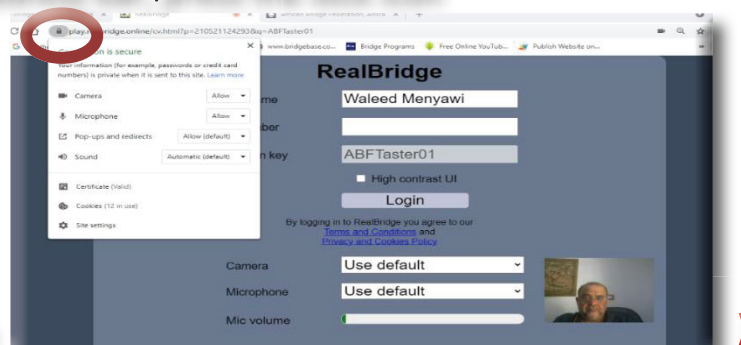 RealBridge
play.realbridge.online/cv.html?p=210521124293&q=ABFTaster01
www.bridgebase.co...
Bridge Programs
Free Online YouTub...
Publish Website on...
is secure
Your information (for example, passwords or credit card
numbers) is private when it is sent to this site. Learn more
Camera Allow
Microphone Allow
Pop-ups and redirects Allow (default)
Sound Automatic (default)
Certificate (Valid)
Cookies (12 in use)
Site settings
RealBridge
Waleed Menyawi
key ABFTaster01
High contrast UI
Login
By logging in to RealBridge you agree to our
Terms and Conditions and
Privacy and Cookies Policy
Camera Use default
Microphone Use default
Mic volume